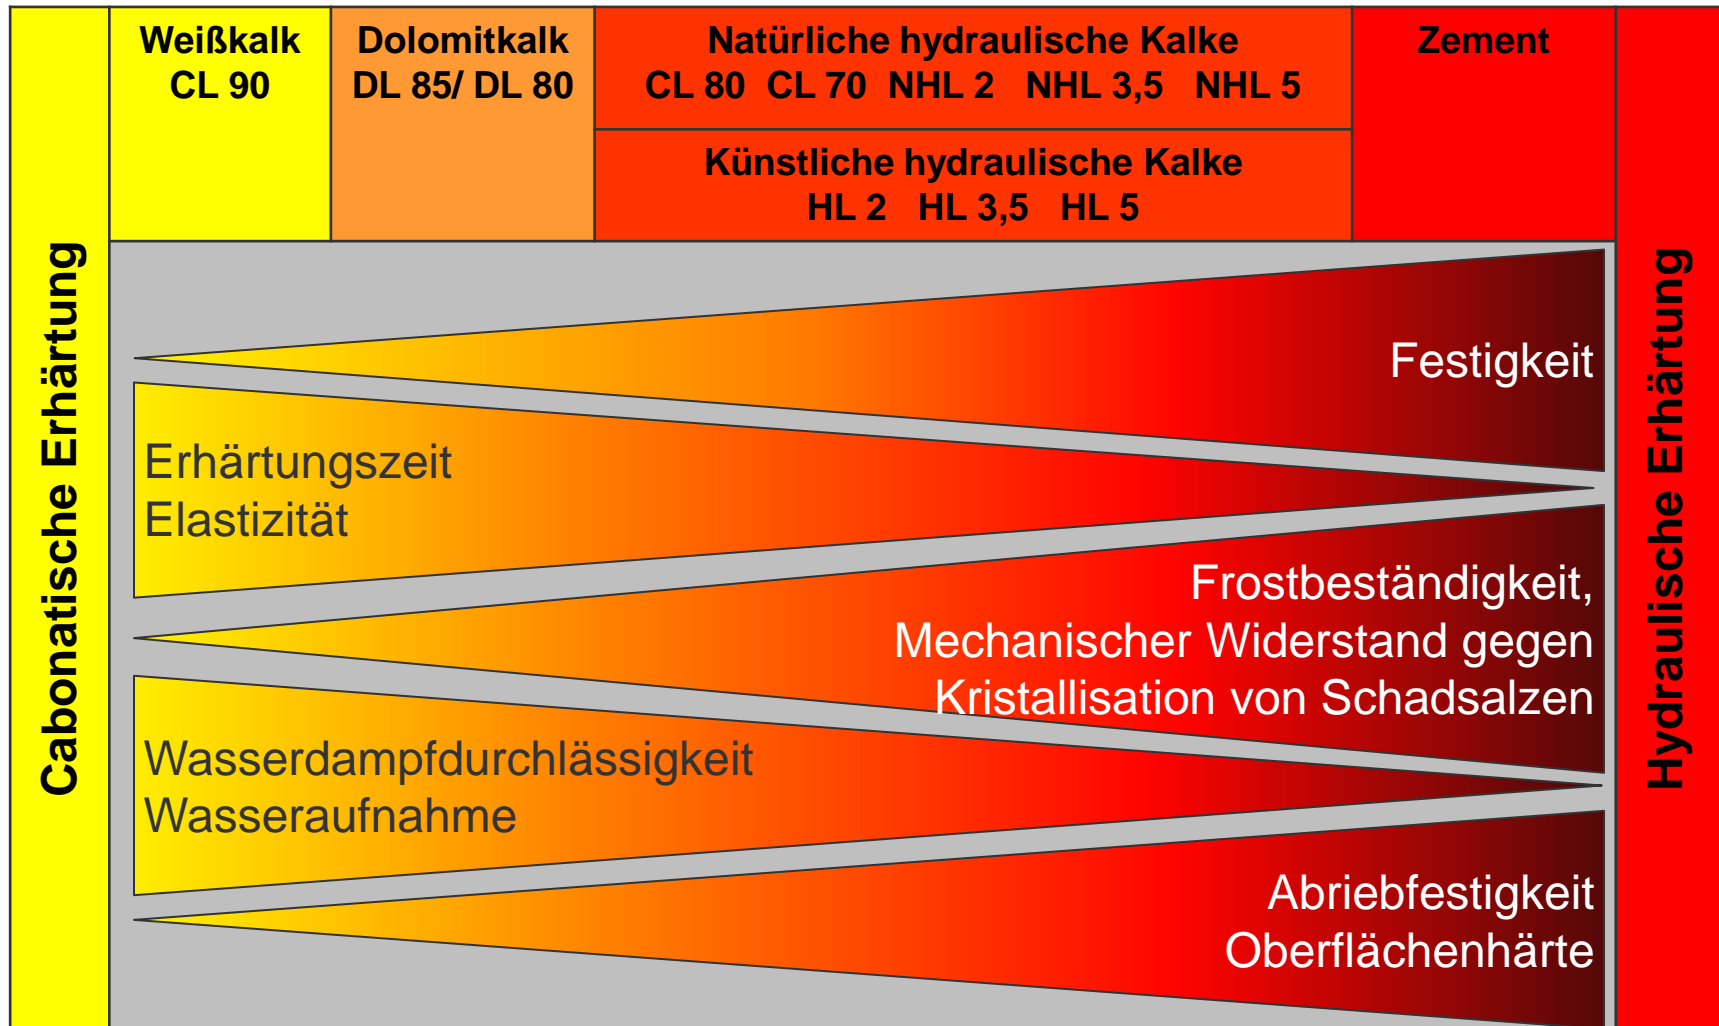 Cabonatische Erhärtung
Weißkalk
CL 90
Dolomitkalk
DL 85/ DL 80
Natürliche hydraulische Kalke
CL 80 CL 70 NHL 2 NHL 3,5 NHL 5
Künstliche hydraulische Kalke
HL 2 HL 3,5 HL 5
Zement
Hydraulische Erhärtung
Festigkeit
Erhärtungszeit
Elastizität
Frostbeständigkeit,
Mechanischer Widerstand gegen
Kristallisation von Schadsalzen
Wasserdampfdurchlässigkeit
Wasseraufnahme
Abriebfestigkeit
Oberflächenhärte